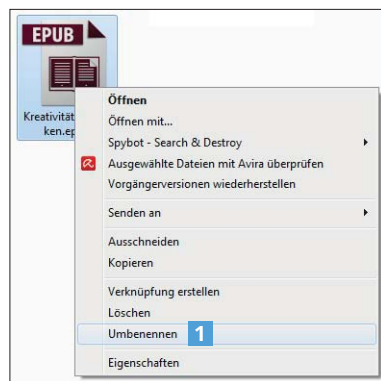 EPUB
Kreativität
ken.ep
Öffnen
Öffnen mit...
Spybot - Search & Destroy
Ausgewählte Dateien mit Avira überprüfen
Vorgängerversionen wiederherstellen
Senden an
Ausschneiden
Kopieren
Verknüpfung erstellen
Löschen
Umbenennen 1
Eigenschaften